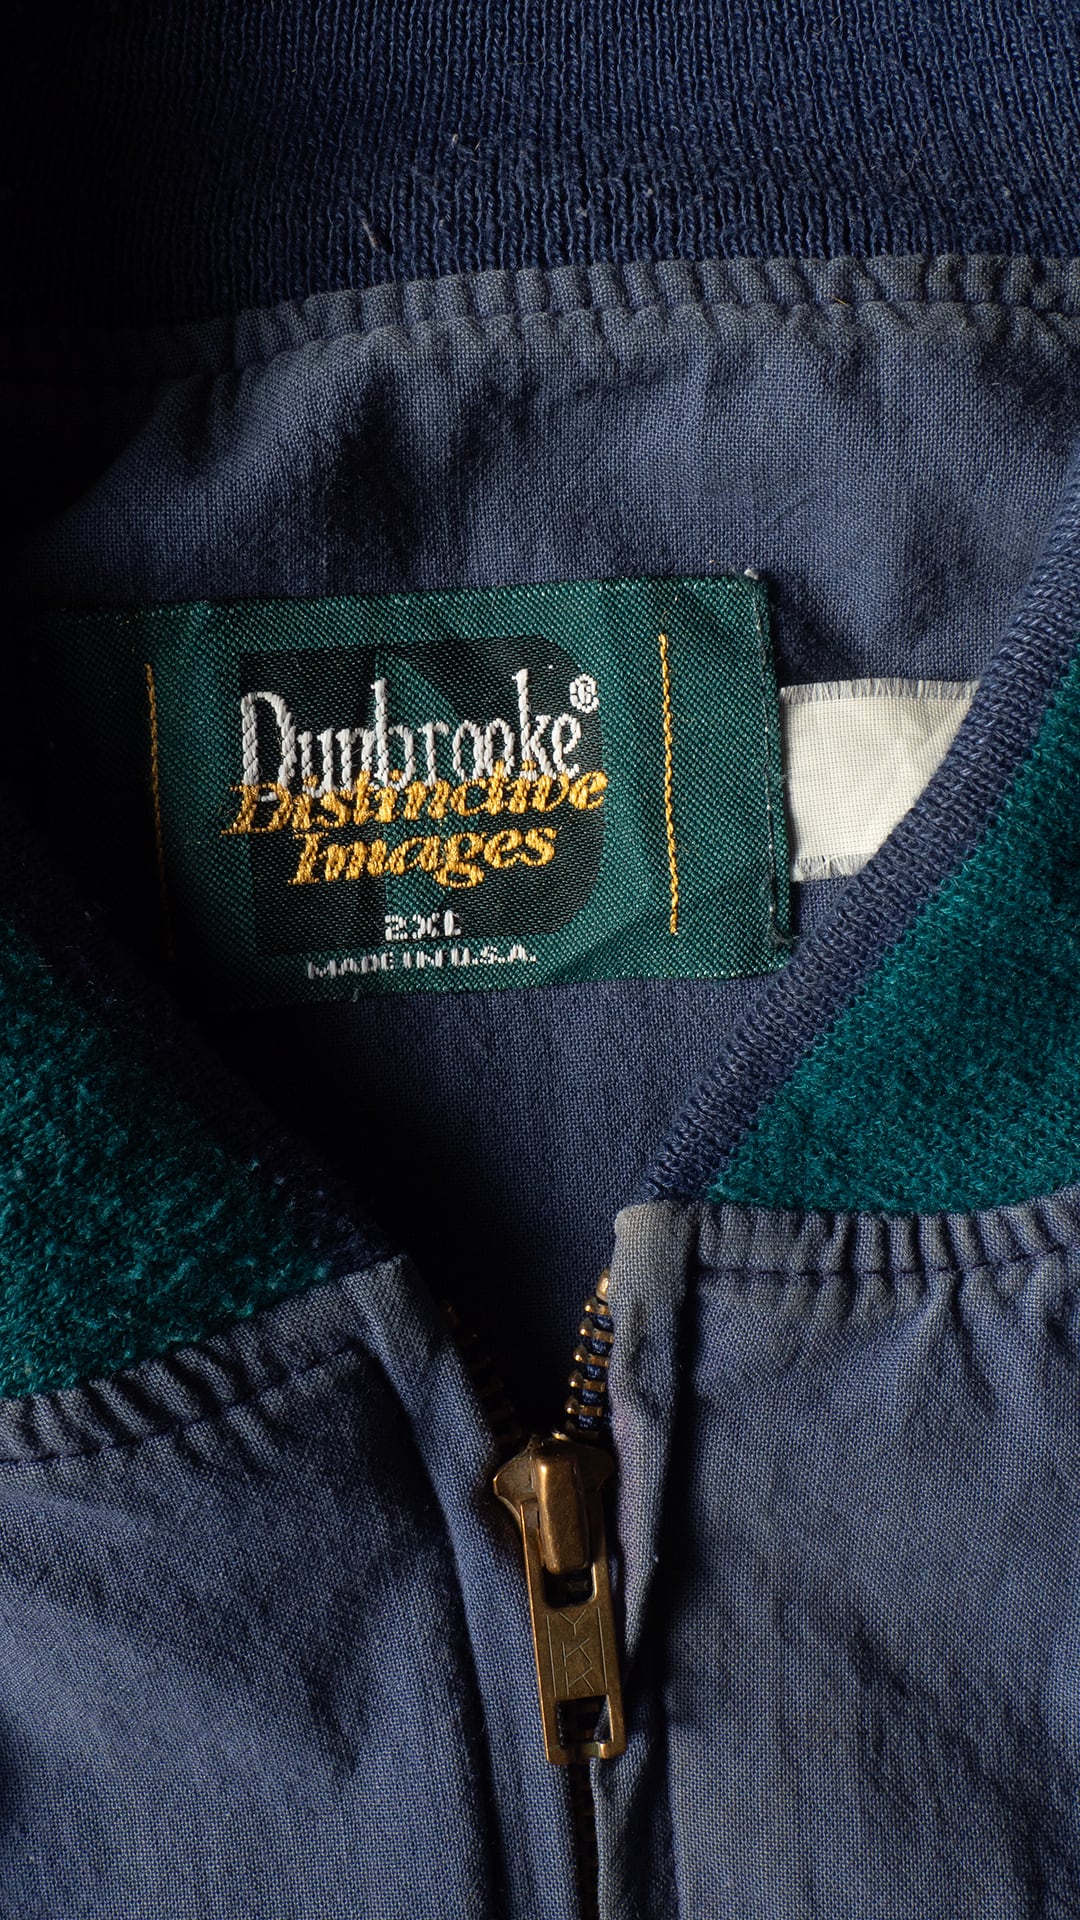 Dunbrooke®
Distinctive
Images
2XL
MADE IN U.S.A.
YKK